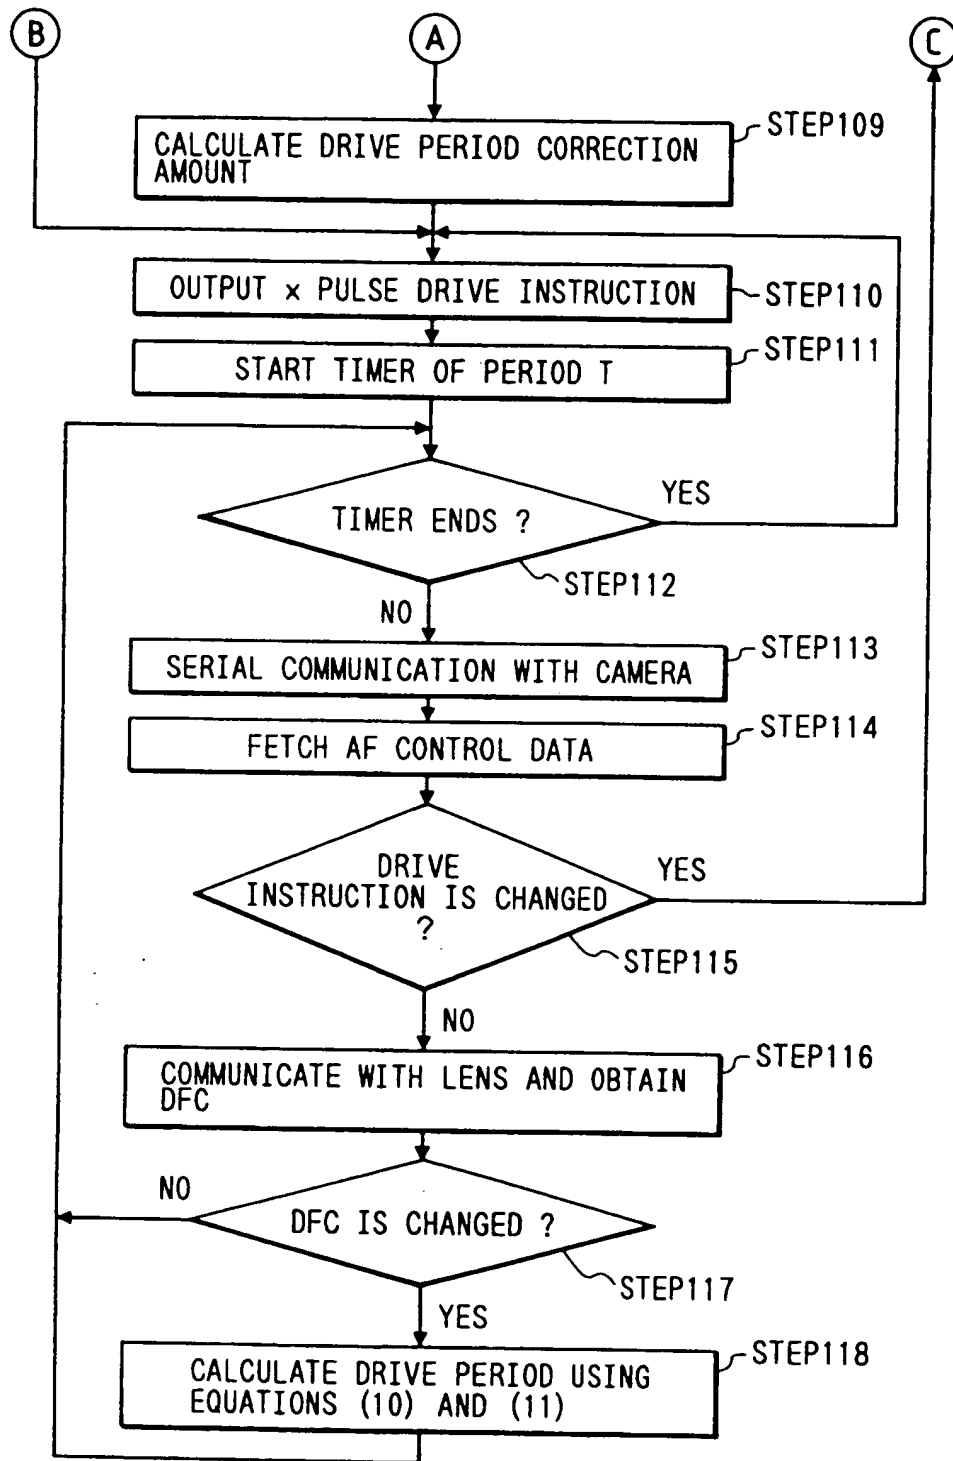 B
A
C
STEP109
CALCULATE DRIVE PERIOD CORRECTION
AMOUNT
OUTPUT x PULSE DRIVE INSTRUCTION
STEP110
STEP111
START TIMER OF PERIOD T
YES
TIMER ENDS ?
STEP112
NO
STEP113
SERIAL COMMUNICATION WITH CAMERA
STEP114
FETCH AF CONTROL DATA
DRIVE
INSTRUCTION IS CHANGED
?
YES
STEP115
NO
STEP116
COMMUNICATE WITH LENS AND OBTAIN
DFC
NO
DFC IS CHANGED ?
STEP117
YES
STEP118
CALCULATE DRIVE PERIOD USING
EQUATIONS (10) AND (11)